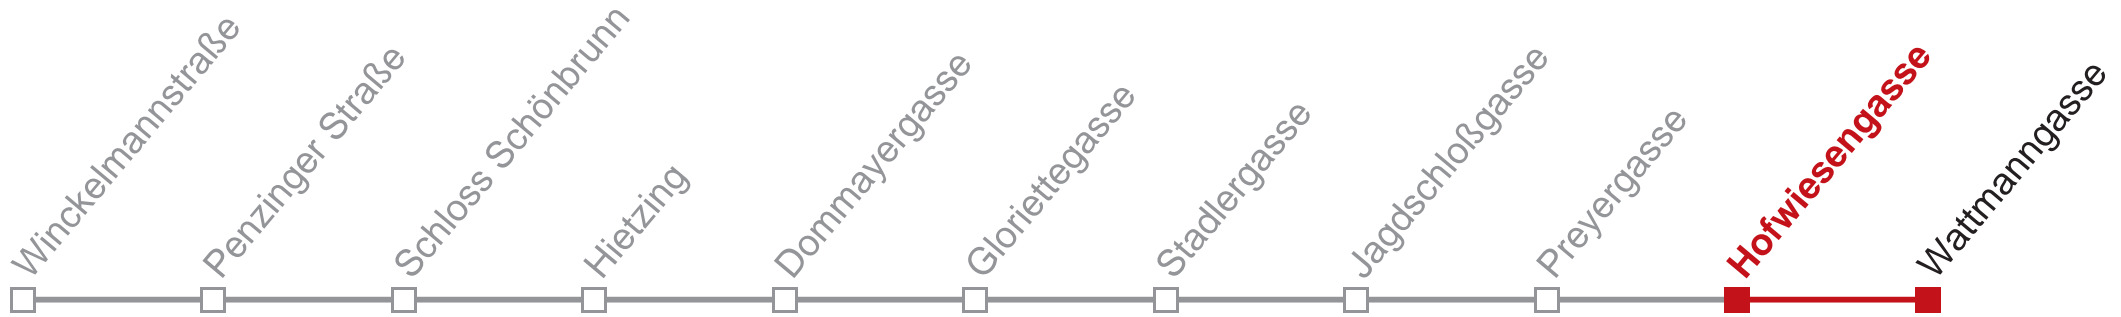 Winckelmannstraße
Penzinger Straße
Schloss Schönbrunn
Hietzing
Dommayergasse
Gloriettegasse
Stadlergasse
Jagdschloßgasse
Preyergasse
Hofwiesengasse
Wattmanngasse